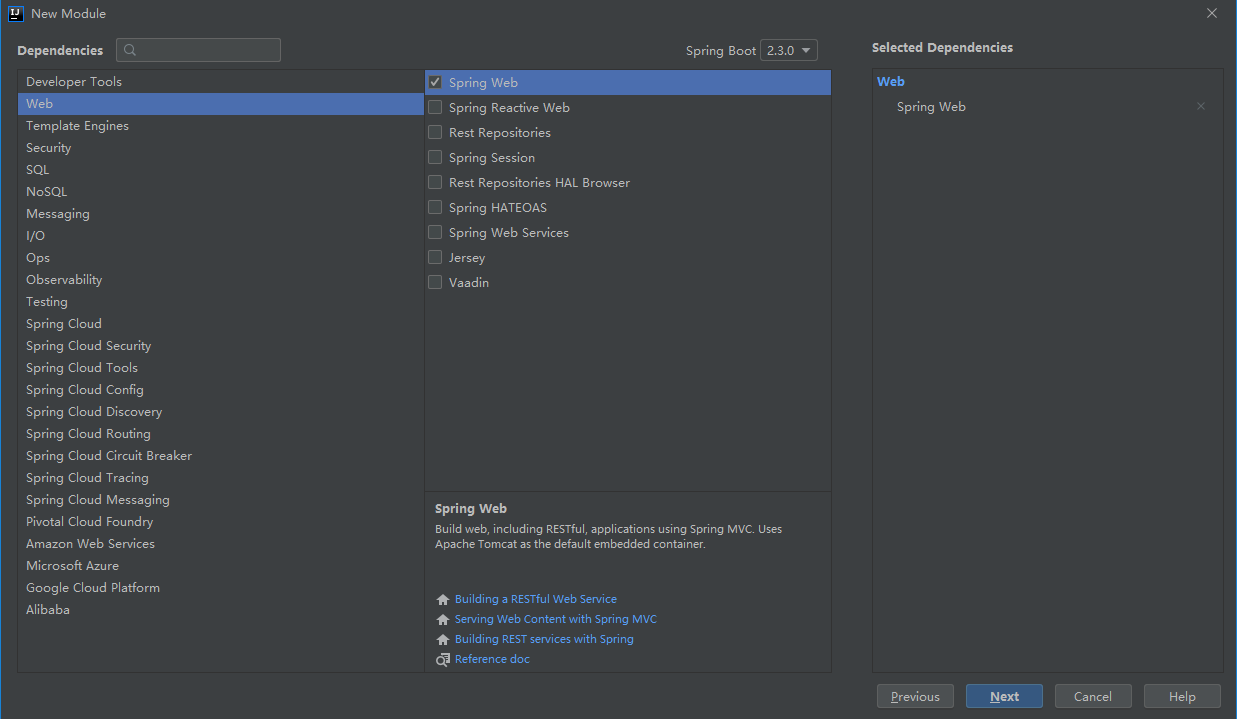 New Module
Dependencies
Spring Boot 2.3.0
Selected Dependencies
Developer Tools
Web
Template Engines
Security
SQL
NoSQL
Messaging
I/O
Ops
Observability
Testing
Spring Cloud
Spring Cloud Security
Spring Cloud Tools
Spring Cloud Config
Spring Cloud Discovery
Spring Cloud Routing
Spring Cloud Circuit Breaker
Spring Cloud Tracing
Spring Cloud Messaging
Pivotal Cloud Foundry
Amazon Web Services
Microsoft Azure
Google Cloud Platform
Alibaba
Spring Web
Spring Reactive Web
Rest Repositories
Spring Session
Rest Repositories HAL Browser
Spring HATEOAS
Spring Web Services
Jersey
Vaadin
Spring Web
Build web, including RESTful, applications using Spring MVC. Uses
Apache Tomcat as the default embedded container.
Building a RESTful Web Service
Serving Web Content with Spring MVC
Building REST services with Spring
Reference doc
Web
Spring Web
Previous
Next
Cancel
Help